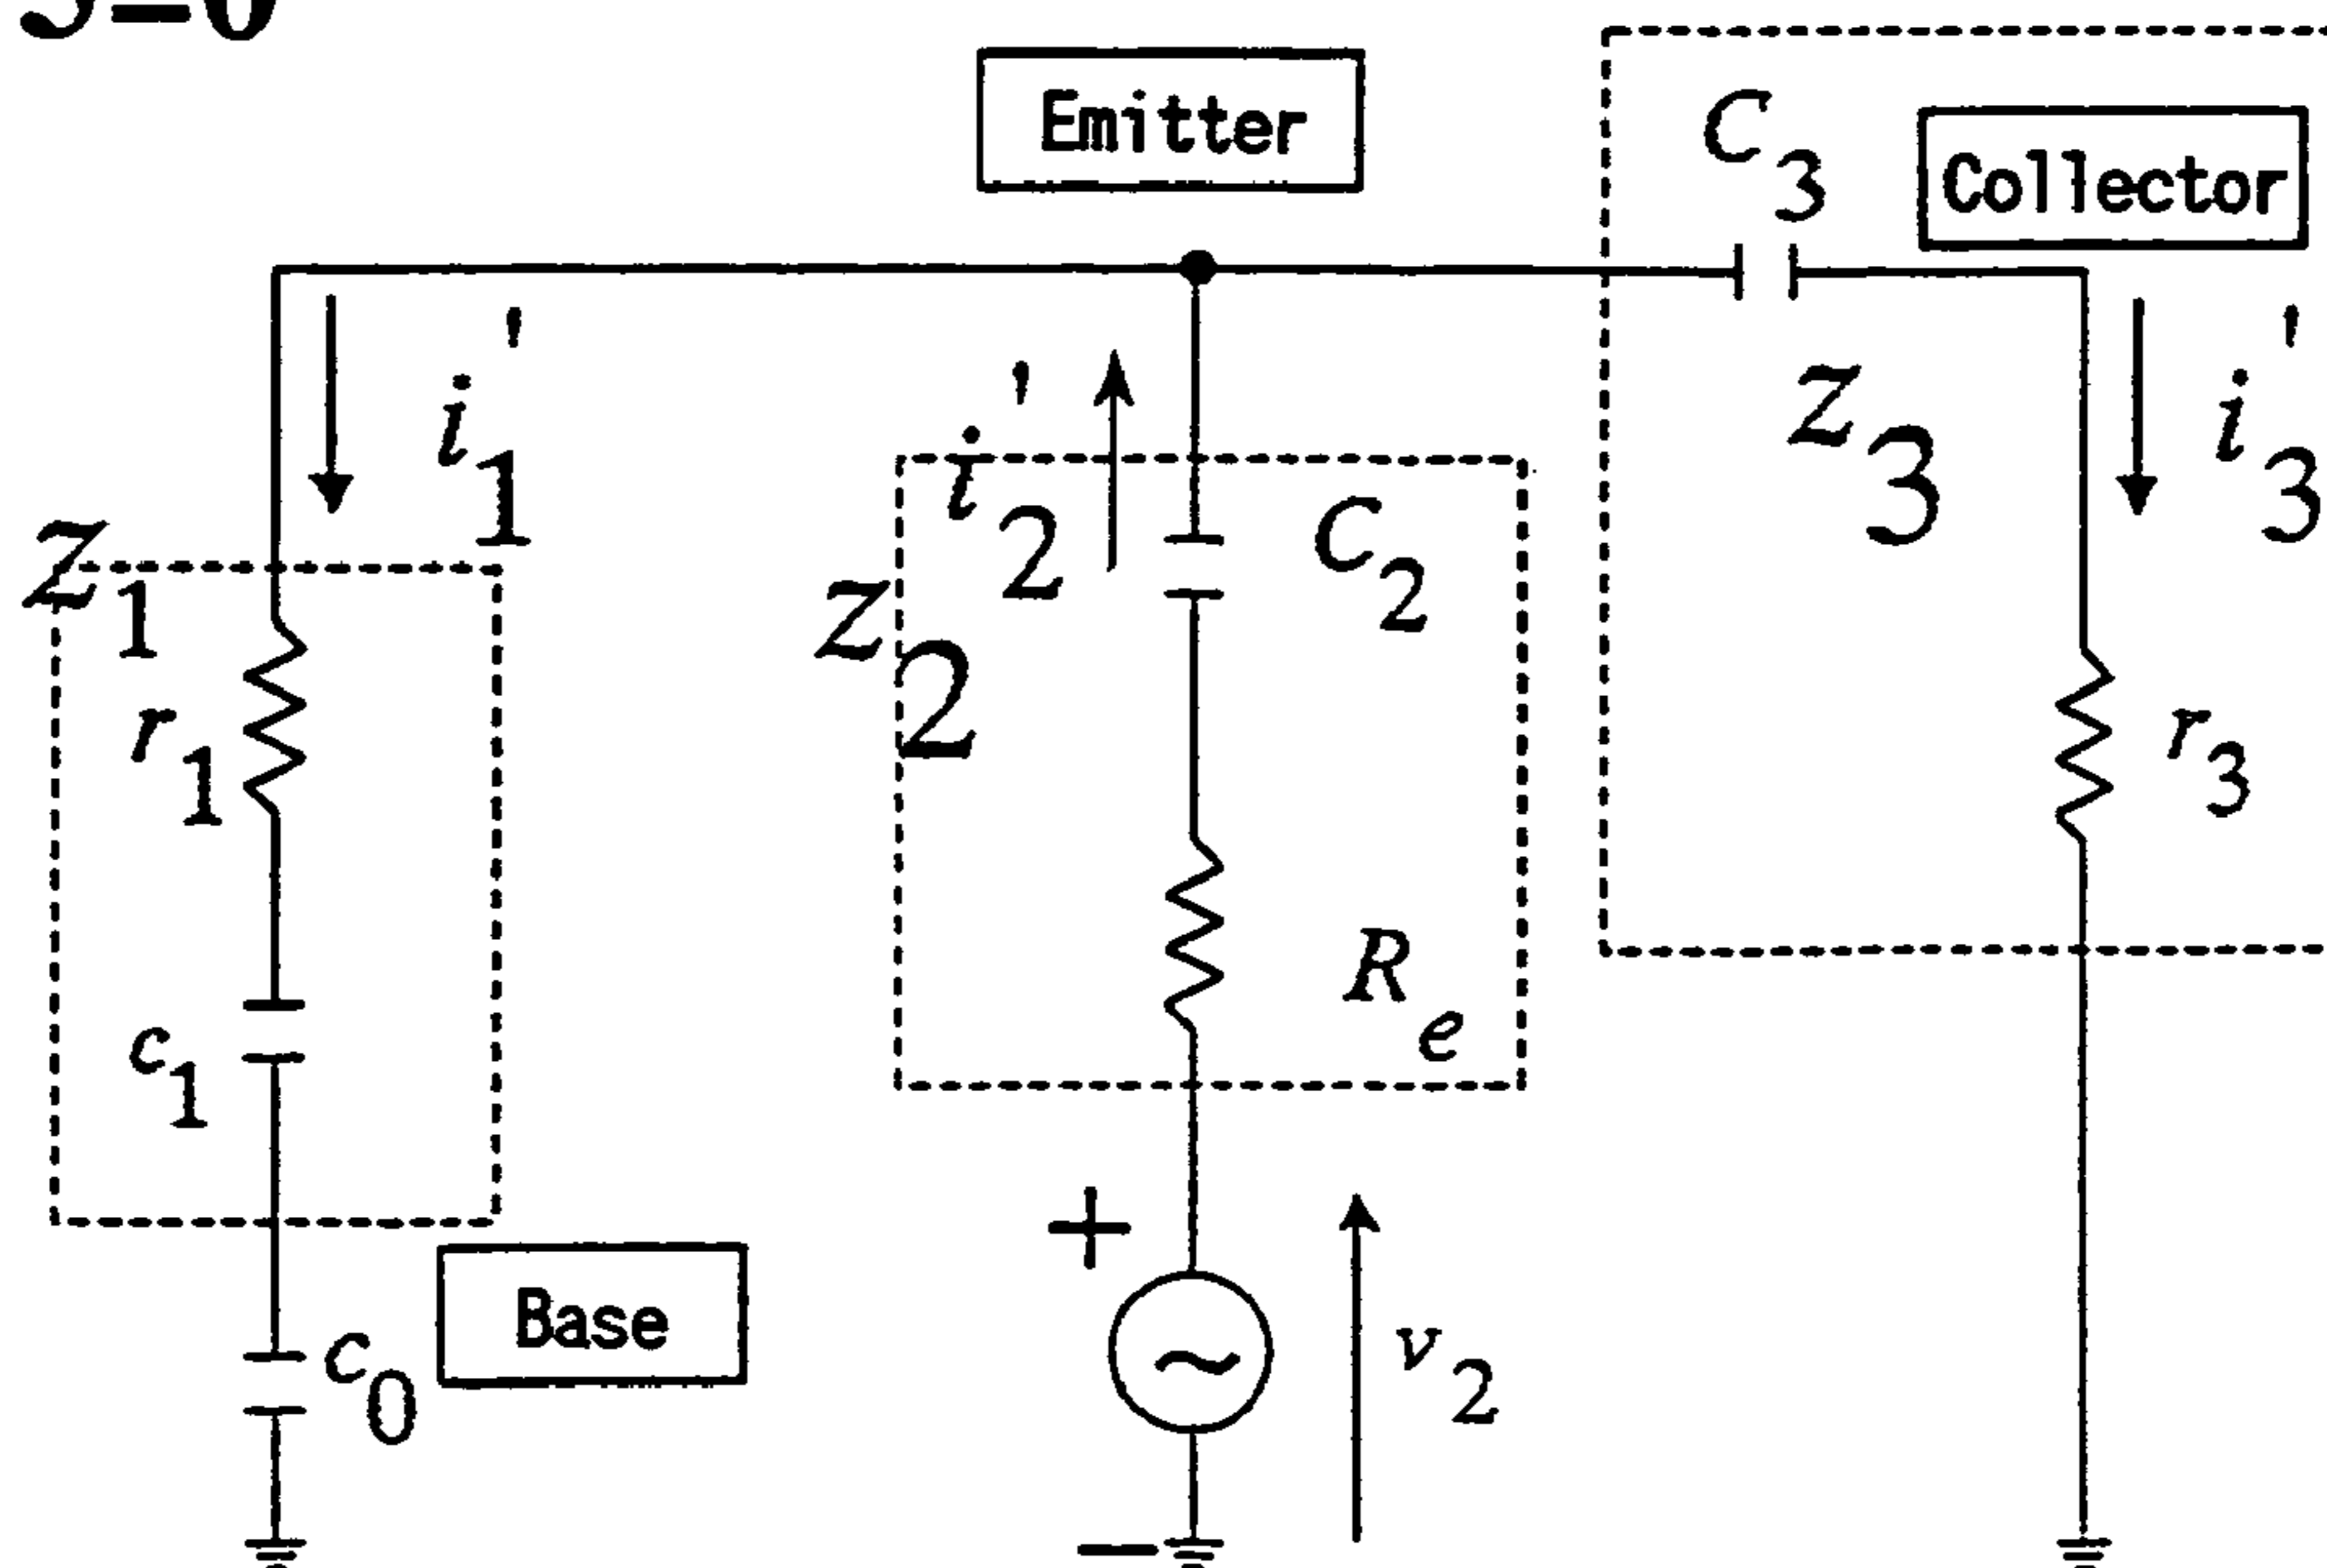 Emitter
C3
Collector
i1'
i2'
z3
i3'
z1
z2
C2
r1
r3
Re
c1
+
Base
c0
~
v2
−